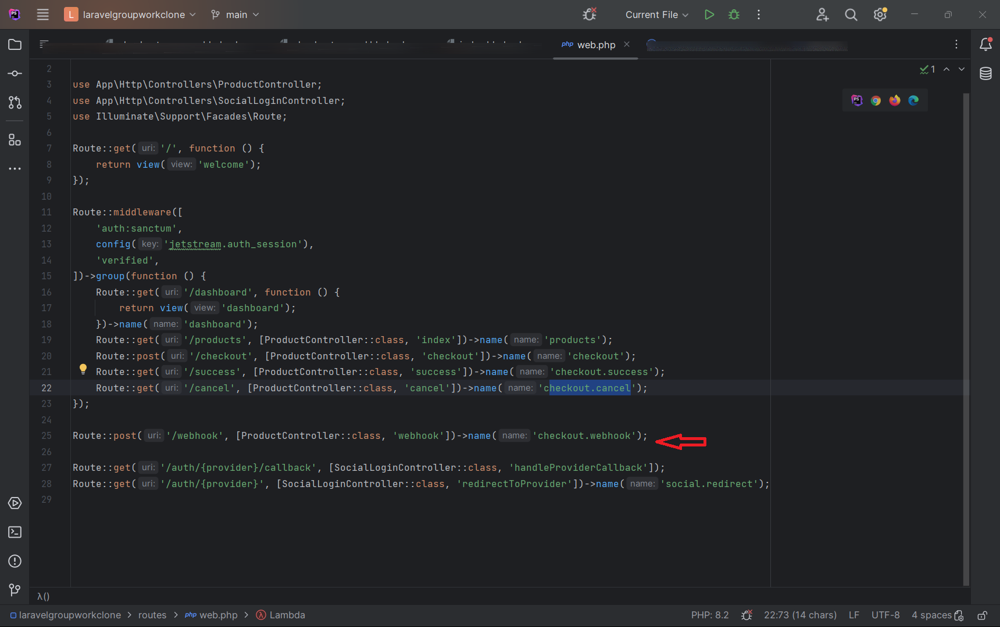 L laravelgroupworkclone main Current File
php web.php
1
2
3 use App\Http\Controllers\ProductController;
4 use App\Http\Controllers\SocialLoginController;
5 use Illuminate\Support\Facades\Route;
6
7 Route::get( uri: '/', function () {
8 return view( view: 'welcome');
9 });
10
11 Route::middleware([
12 'auth:sanctum',
13 config( key: 'jetstream.auth_session'),
14 'verified',
15 ])->group(function () {
16 Route::get( uri: '/dashboard', function () {
17 return view( view: 'dashboard');
18 })->name( name: 'dashboard');
19 Route::get( uri: '/products', [ProductController::class, 'index'])->name( name: 'products');
20 Route::post( uri: '/checkout', [ProductController::class, 'checkout'])->name( name: 'checkout');
21 Route::get( uri: '/success', [ProductController::class, 'success'])->name( name: 'checkout.success');
22 Route::get( uri: '/cancel', [ProductController::class, 'cancel'])->name( name: 'checkout.cancel');
23 });
24
25 Route::post( uri: '/webhook', [ProductController::class, 'webhook'])->name( name: 'checkout.webhook');
26
27 Route::get( uri: '/auth/{provider}/callback', [SocialLoginController::class, 'handleProviderCallback']);
28 Route::get( uri: '/auth/{provider}', [SocialLoginController::class, 'redirectToProvider'])->name( name: 'social.redirect');
29
λ()
laravelgroupworkclone > routes > php web.php > λ Lambda PHP: 8.2 22:73 (14 chars) LF UTF-8 4 spaces